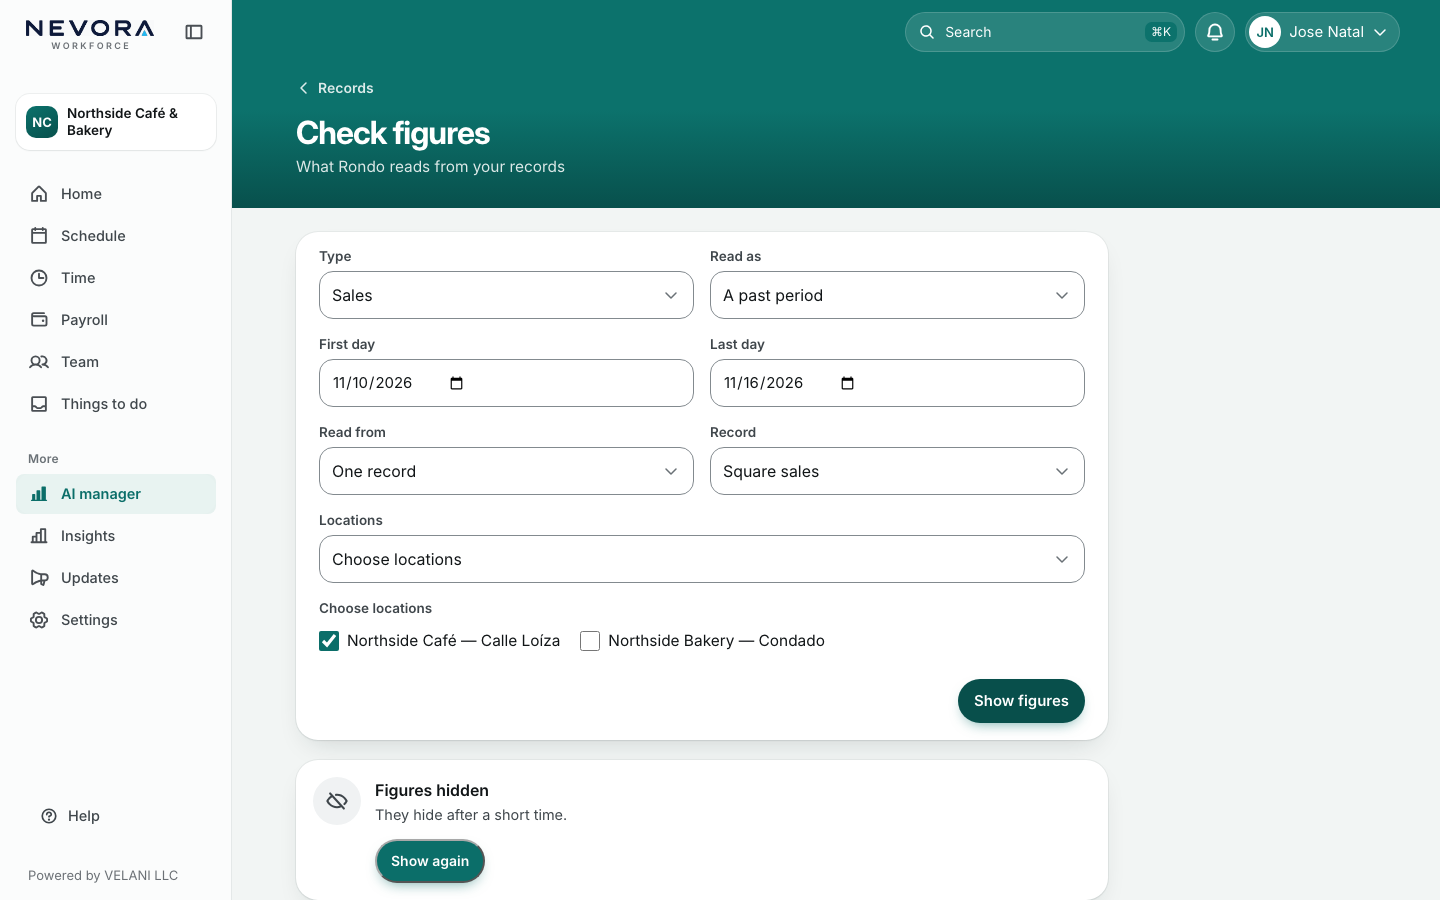 NEVORA
WORKFORCE
Search
⌘K
JN
Jose Natal
Records
Check figures
What Rondo reads from your records
NC
Northside Café &
Bakery
Home
Schedule
Time
Payroll
Team
Things to do
More
AI manager
Insights
Updates
Settings
Help
Powered by VELANI LLC
Type
Read as
Sales
A past period
First day
Last day
11/10/2026
11/16/2026
Read from
Record
One record
Square sales
Locations
Choose locations
Choose locations
Northside Café — Calle Loíza
Northside Bakery — Condado
Show figures
Figures hidden
They hide after a short time.
Show again